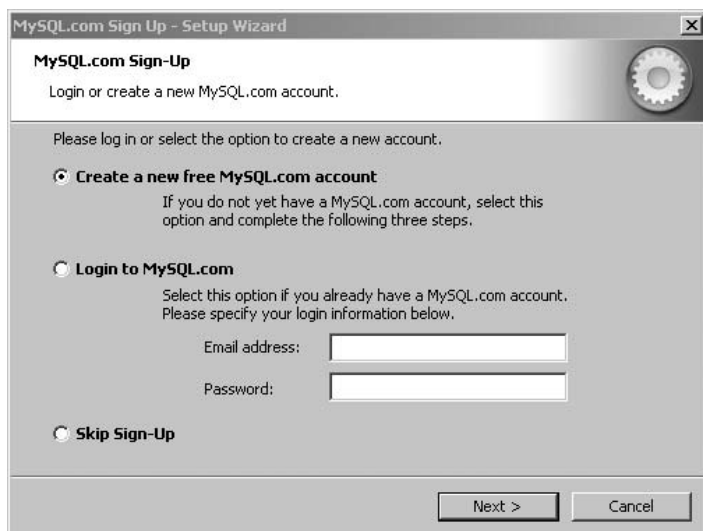 MySQL.com Sign Up - Setup Wizard
MySQL.com Sign-Up
Login or create a new MySQL.com account.
Please log in or select the option to create a new account.
Create a new free MySQL.com account
If you do not yet have a MySQL.com account, select this
option and complete the following three steps.
Login to MySQL.com
Select this option if you already have a MySQL.com account.
Please specify your login information below.
Email address:
Password:
Skip Sign-Up
Next >
Cancel